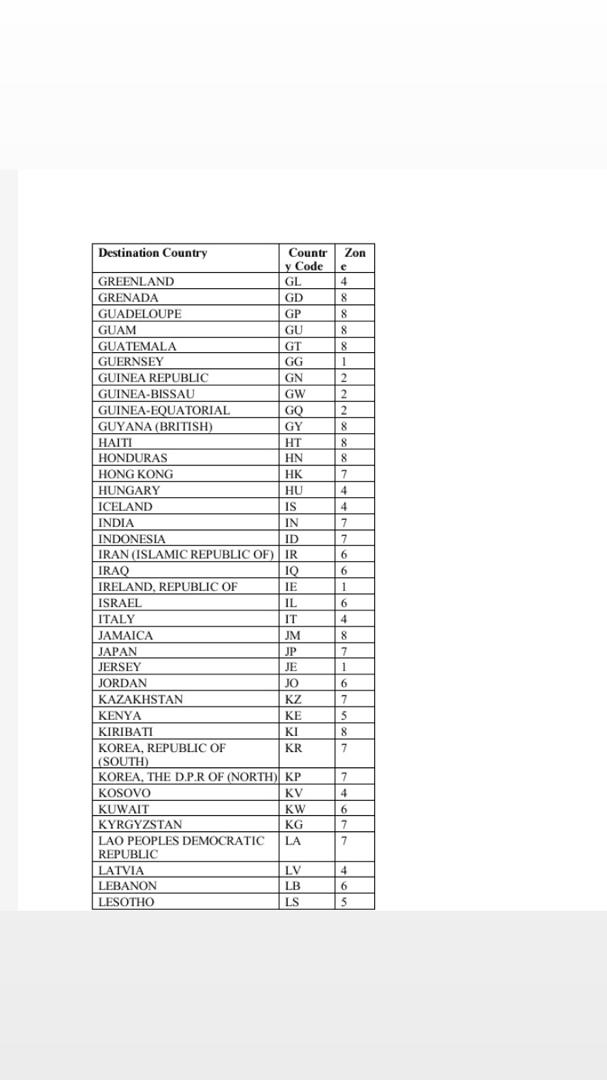 Destination Country Countr Zon
y Code e
GREENLAND GL 4
GRENADA GD 8
GUADELOUPE GP 8
GUAM GU 8
GUATEMALA GT 8
GUERNSEY GG 1
GUINEA REPUBLIC GN 2
GUINEA-BISSAU GW 2
GUINEA-EQUATORIAL GQ 2
GUYANA (BRITISH) GY 8
HAITI HT 8
HONDURAS HN 8
HONG KONG HK 7
HUNGARY HU 4
ICELAND IS 4
INDIA IN 7
INDONESIA ID 7
IRAN (ISLAMIC REPUBLIC OF) IR 6
IRAQ IQ 6
IRELAND, REPUBLIC OF IE 1
ISRAEL IL 6
ITALY IT 4
JAMAICA JM 8
JAPAN JP 7
JERSEY JE 1
JORDAN JO 6
KAZAKHSTAN KZ 7
KENYA KE 5
KIRIBATI KI 8
KOREA, REPUBLIC OF KR 7
(SOUTH)
KOREA, THE D.P.R OF (NORTH) KP 7
KOSOVO KV 4
KUWAIT KW 6
KYRGYZSTAN KG 7
LAO PEOPLES DEMOCRATIC LA 7
REPUBLIC
LATVIA LV 4
LEBANON LB 6
LESOTHO LS 5